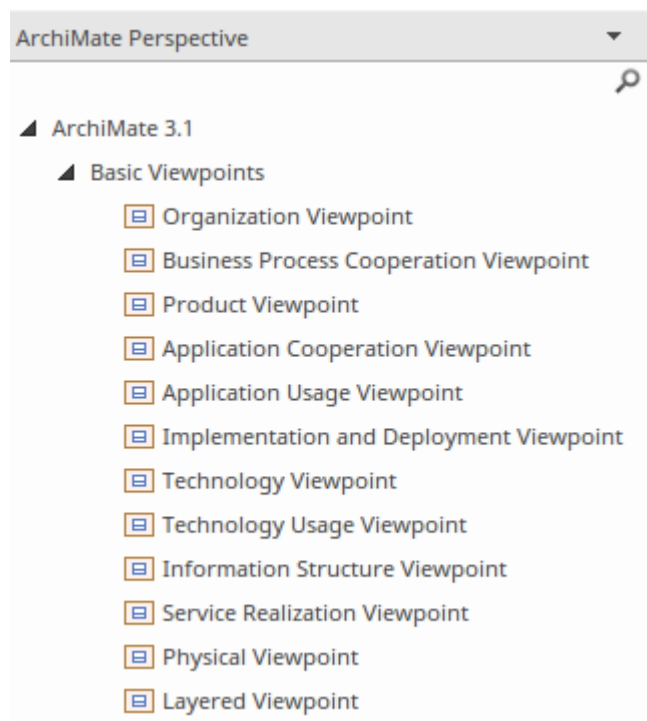 ArchiMate Perspective
ArchiMate 3.1
Basic Viewpoints
Organization Viewpoint
Business Process Cooperation Viewpoint
Product Viewpoint
Application Cooperation Viewpoint
Application Usage Viewpoint
Implementation and Deployment Viewpoint
Technology Viewpoint
Technology Usage Viewpoint
Information Structure Viewpoint
Service Realization Viewpoint
Physical Viewpoint
Layered Viewpoint